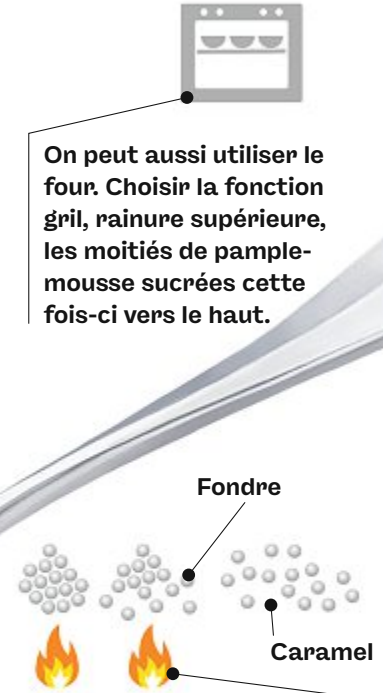 On peut aussi utiliser le
four. Choisir la fonction
gril, rainure supérieure,
les moitiés de pample-
mousse sucrées cette
fois-ci vers le haut.
Fondre
Caramel